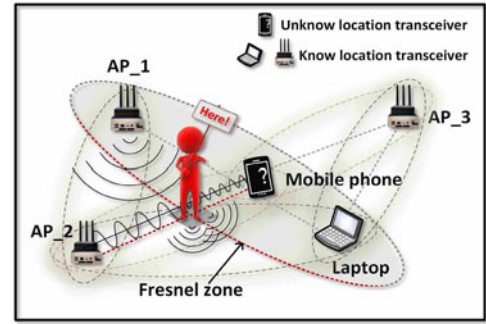 Unknow location transceiver
Know location transceiver
AP_1
AP_3
Here!
?
Mobile phone
AP_2
Laptop
Fresnel zone